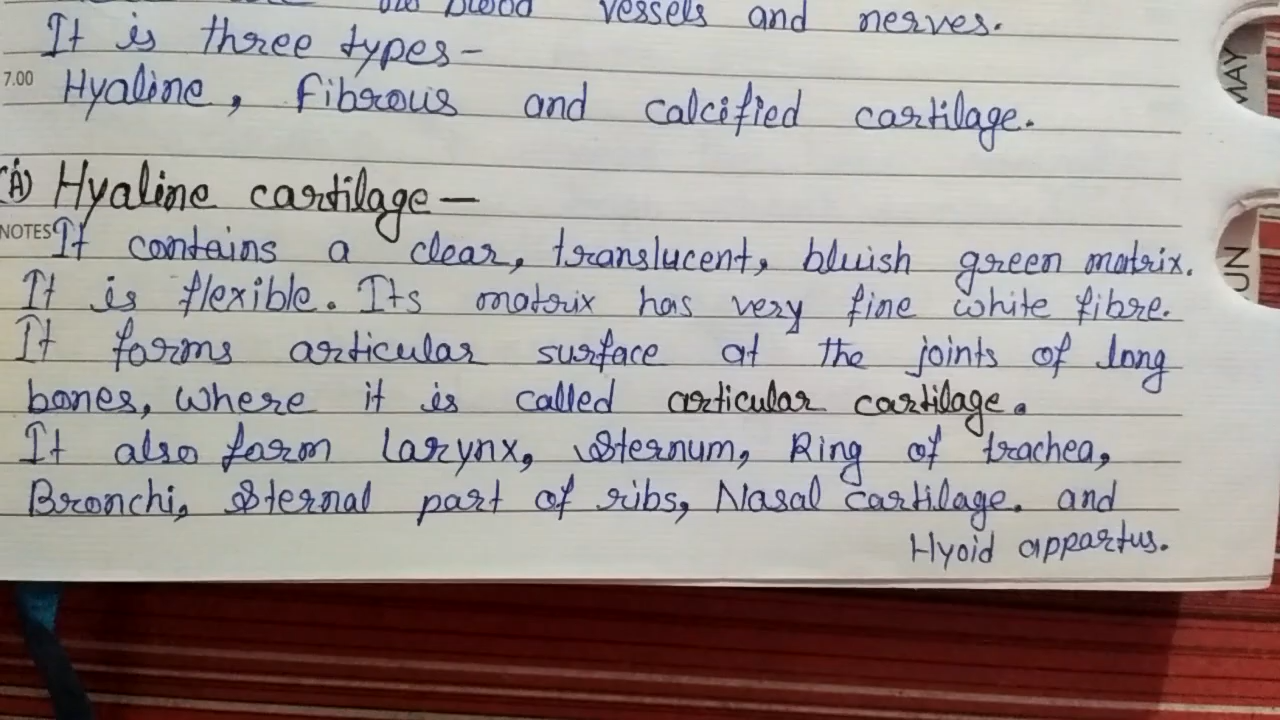 blood vessels and nerves.
It is three types-
7.00 Hyaline, Fibrous and calcified cartilage.
(A) Hyaline cartilage—
NOTES It contains a clear, translucent, bluish green matrix.
It is flexible. Its matrix has very fine white fibre.
It forms articular surface at the joints of long
bones, where it is called articular cartilage.
It also form Larynx, Sternum, Ring of trachea,
Bronchi, Sternal part of ribs, Nasal cartilage. and
Hyoid appartus.
MAY
JUN